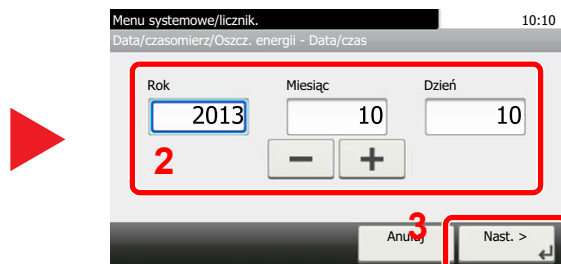 Menu systemowe/licznik. 10:10
Data/czasomierz/Oszcz. energii - Data/czas
Rok Miesiąc Dzień
2013 10 10
2 − +
3
Anuluj Nast. >